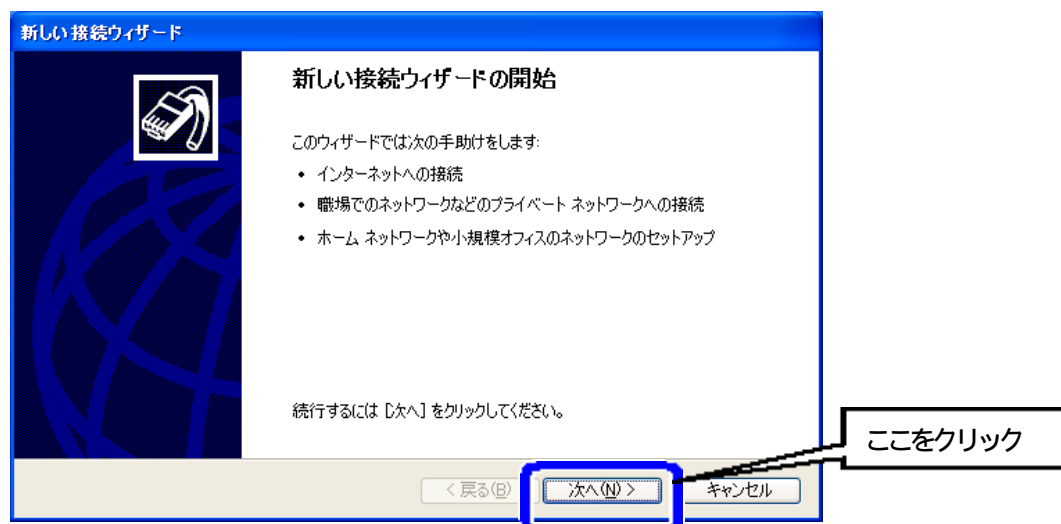 新しい接続ウィザード
新しい接続ウィザードの開始
このウィザードでは次の手助けをします:
• インターネットへの接続
• 職場でのネットワークなどのプライベート ネットワークへの接続
• ホーム ネットワークや小規模オフィスのネットワークのセットアップ
続行するには [次へ] をクリックしてください。
ここをクリック
< 戻る(B) 次へ(N) > キャンセル